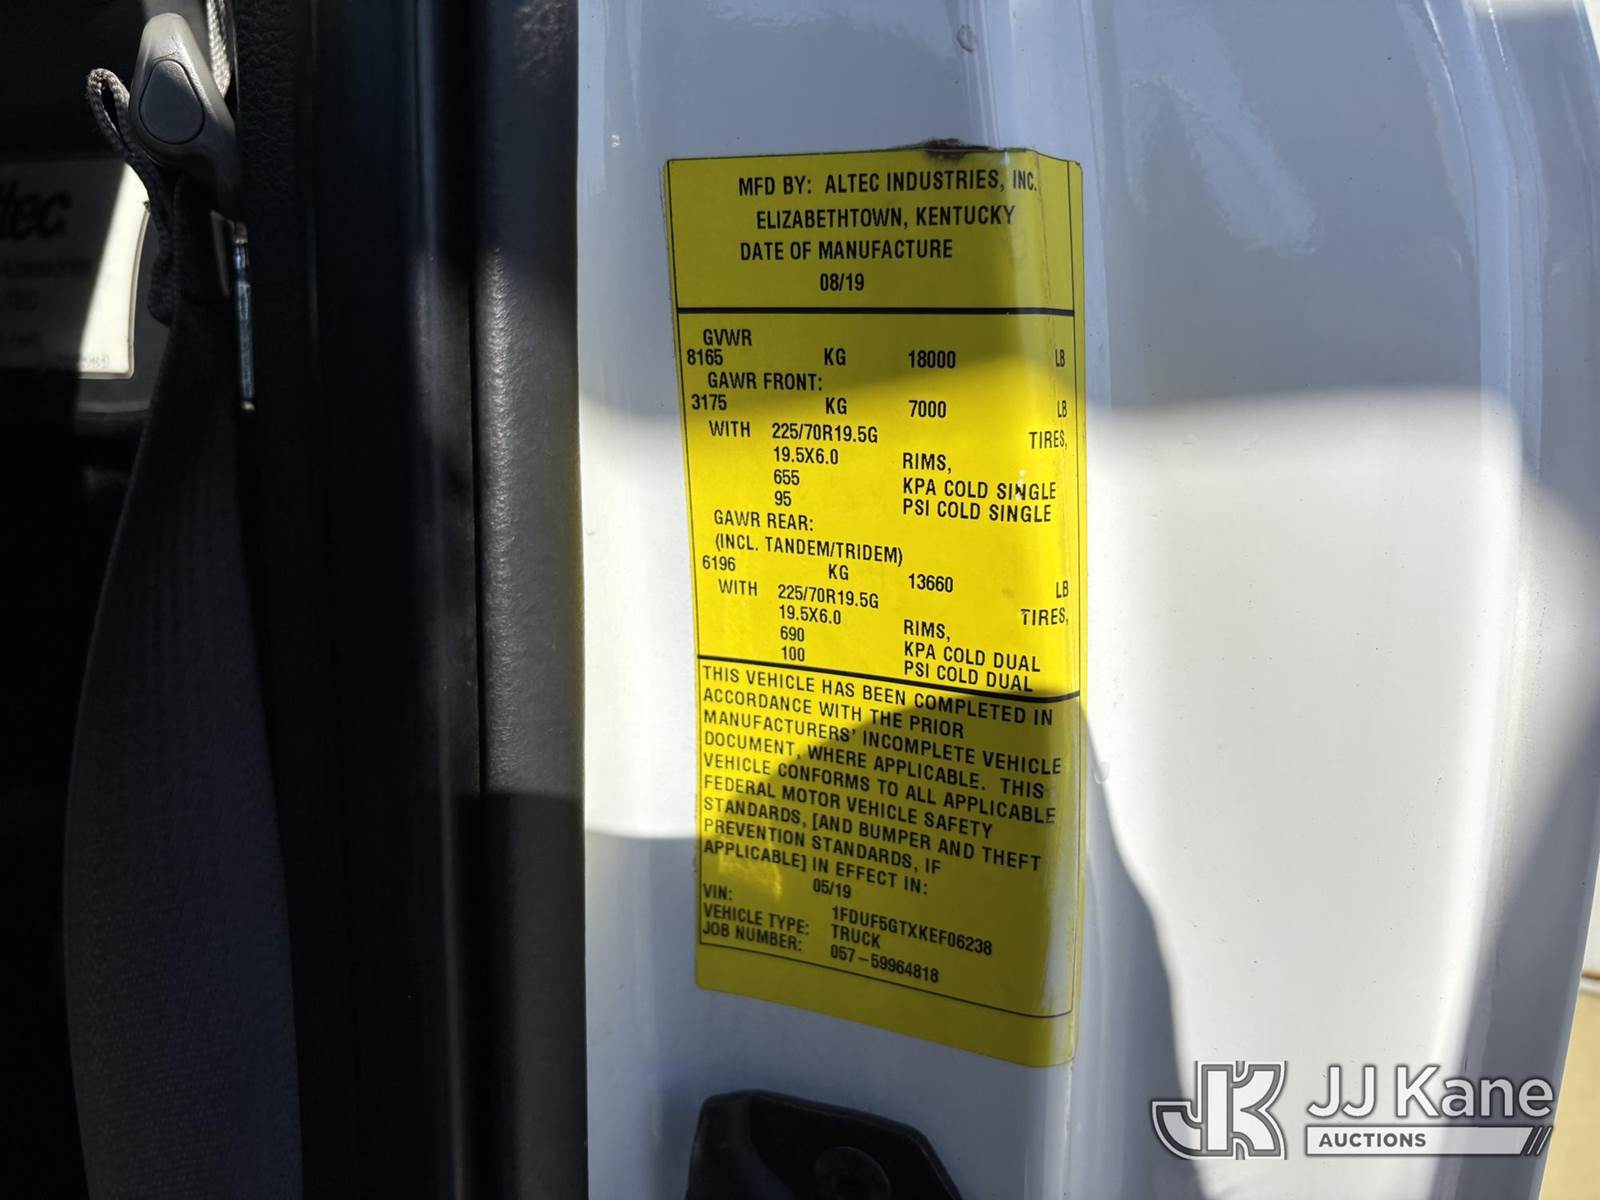 MFD BY: ALTEC INDUSTRIES, INC.
ELIZABETHTOWN, KENTUCKY
DATE OF MANUFACTURE
08/19
GVWR
8165 KG 18000 LB
GAWR FRONT:
3175 KG 7000 LB
WITH 225/70R19.5G TIRES,
19.5X6.0 RIMS,
655 KPA COLD SINGLE
95 PSI COLD SINGLE
GAWR REAR:
(INCL. TANDEM/TRIDEM)
6196 KG 13660 LB
WITH 225/70R19.5G TIRES,
19.5X6.0 RIMS,
690 KPA COLD DUAL
100 PSI COLD DUAL
THIS VEHICLE HAS BEEN COMPLETED IN
ACCORDANCE WITH THE PRIOR
MANUFACTURERS' INCOMPLETE VEHICLE
DOCUMENT, WHERE APPLICABLE. THIS
VEHICLE CONFORMS TO ALL APPLICABLE
FEDERAL MOTOR VEHICLE SAFETY
STANDARDS, [AND BUMPER AND THEFT
PREVENTION STANDARDS, IF
APPLICABLE] IN EFFECT IN:
05/19
VIN: 1FDUF5GTXKEF06238
VEHICLE TYPE: TRUCK
JOB NUMBER: 057-59964818
JJ Kane
AUCTIONS